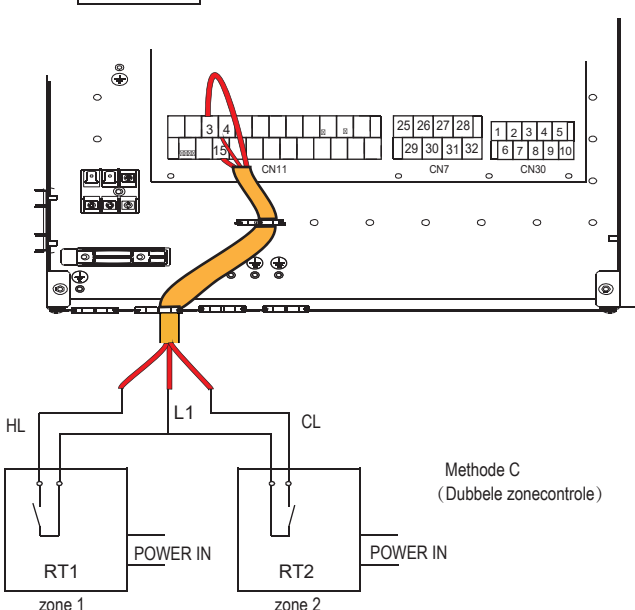 3 4
15
CN11
25 26 27 28
29 30 31 32
CN7
1 2 3 4 5
6 7 8 9 10
CN30
HL
L1
CL
Methode C
(Dubbele zonecontrole)
RT1
POWER IN
zone 1
RT2
POWER IN
zone 2